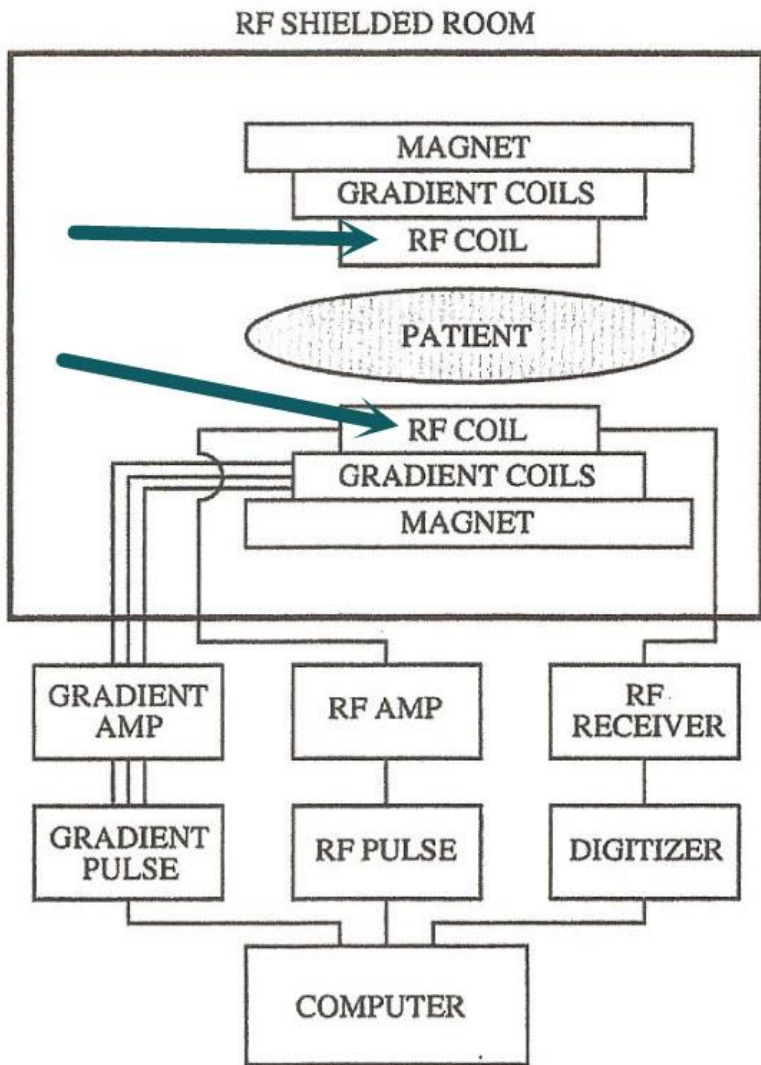 RF SHIELDED ROOM
MAGNET
GRADIENT COILS
RF COIL
PATIENT
RF COIL
GRADIENT COILS
MAGNET
GRADIENT
AMP
RF AMP
RF
RECEIVER
GRADIENT
PULSE
RF PULSE
DIGITIZER
COMPUTER